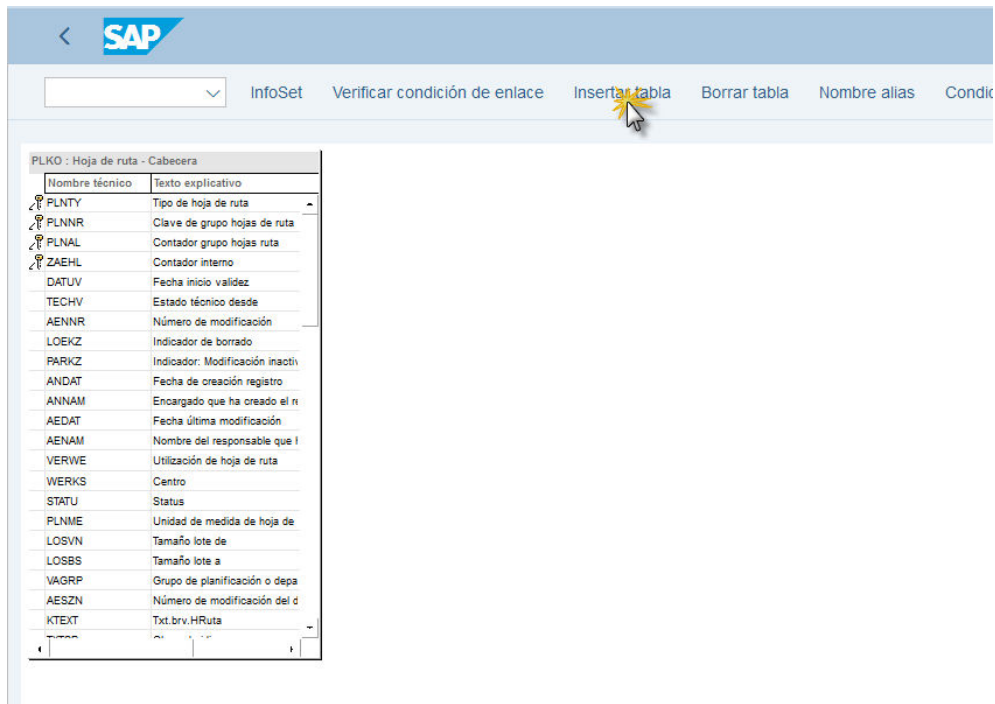 SAP
InfoSet Verificar condición de enlace Insertar tabla Borrar tabla Nombre alias Condic
PLKO : Hoja de ruta - Cabecera
Nombre técnico Texto explicativo
PLNTY Tipo de hoja de ruta
PLNNR Clave de grupo hojas de ruta
PLNAL Contador grupo hojas ruta
ZAEHL Contador interno
DATUV Fecha inicio validez
TECHV Estado técnico desde
AENNR Número de modificación
LOEKZ Indicador de borrado
PARKZ Indicador: Modificación inactiv
ANDAT Fecha de creación registro
ANNAM Encargado que ha creado el re
AEDAT Fecha última modificación
AENAM Nombre del responsable que h
VERWE Utilización de hoja de ruta
WERKS Centro
STATU Status
PLNME Unidad de medida de hoja de
LOSVN Tamaño lote de
LOSBS Tamaño lote a
VAGRP Grupo de planificación o depa
AESZN Número de modificación del d
KTEXT Txt.brv.HRuta